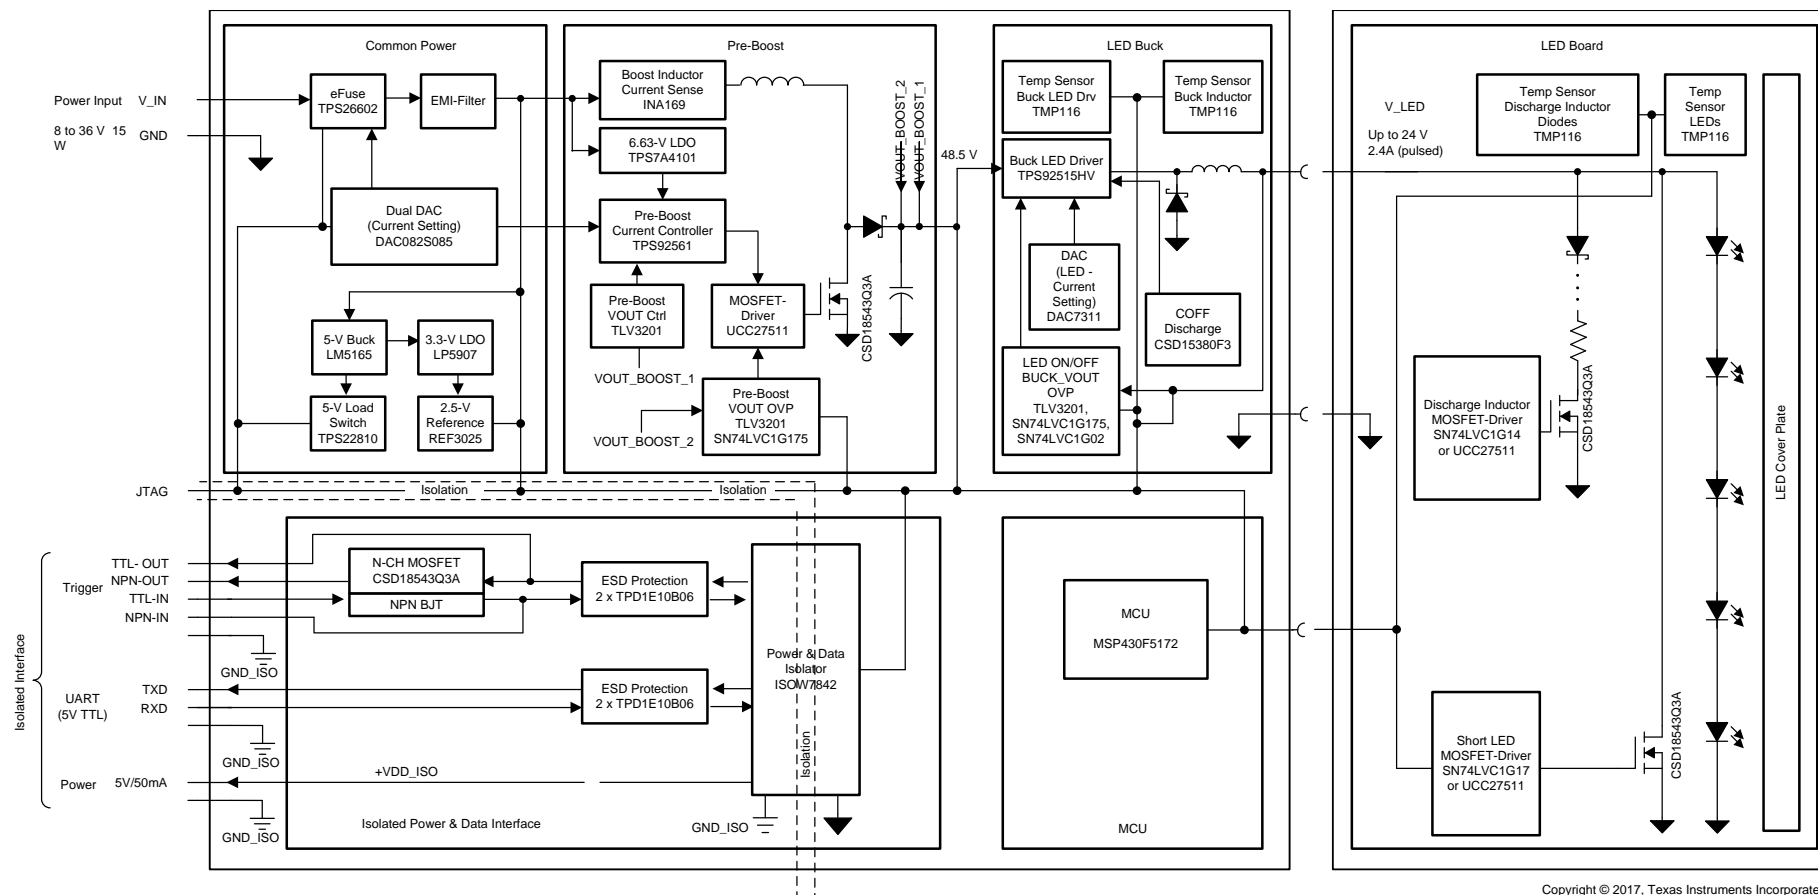 Common Power
Pre-Boost
LED Buck
LED Board
Power Input
V_IN
8 to 36 V 15
W
GND
eFuse
TPS26602
EMI-Filter
Dual DAC
(Current Setting)
DAC082S085
5-V Buck
LM5165
3.3-V LDO
LP5907
5-V Load
Switch
TPS22810
2.5-V
Reference
REF3025
Boost Inductor
Current Sense
INA169
6.63-V LDO
TPS7A4101
Pre-Boost
Current Controller
TPS92561
Pre-Boost
VOUT Ctrl
TLV3201
MOSFET-
Driver
UCC27511
CSD18543Q3A
VOUT_BOOST_1
VOUT_BOOST_2
Pre-Boost
VOUT OVP
TLV3201
SN74LVC1G175
VOUT_BOOST_2
VOUT_BOOST_1
48.5 V
Temp Sensor
Buck LED Drv
TMP116
Temp Sensor
Buck Inductor
TMP116
Buck LED Driver
TPS92515HV
DAC
(LED -
Current
Setting)
DAC7311
COFF
Discharge
CSD15380F3
LED ON/OFF
BUCK_VOUT
OVP
TLV3201,
SN74LVC1G175,
SN74LVC1G02
V_LED
Up to 24 V
2.4A (pulsed)
Temp Sensor
Discharge Inductor
Diodes
TMP116
Temp
Sensor
LEDs
TMP116
Discharge Inductor
MOSFET-Driver
SN74LVC1G14
or UCC27511
CSD18543Q3A
LED Cover Plate
Short LED
MOSFET-Driver
SN74LVC1G17
or UCC27511
CSD18543Q3A
JTAG
Isolation
Isolation
Isolated Interface
Trigger
TTL- OUT
NPN-OUT
TTL-IN
NPN-IN
GND_ISO
UART
(5V TTL)
TXD
RXD
GND_ISO
Power
5V/50mA
GND_ISO
N-CH MOSFET
CSD18543Q3A
NPN BJT
ESD Protection
2 x TPD1E10B06
ESD Protection
2 x TPD1E10B06
Power & Data
Isolator
ISOW7842
Isolation
+VDD_ISO
GND_ISO
Isolated Power & Data Interface
MCU
MSP430F5172
MCU
Copyright © 2017, Texas Instruments Incorporate